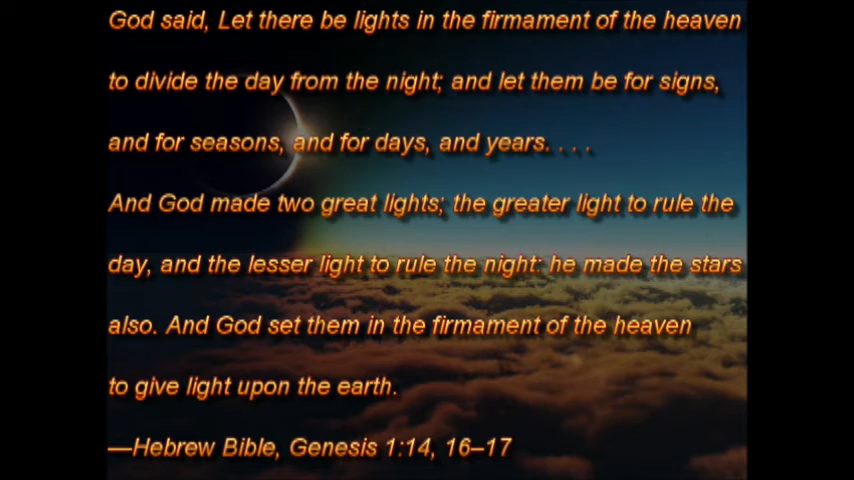 God said, Let there be lights in the firmament of the heaven
to divide the day from the night; and let them be for signs,
and for seasons, and for days, and years. . . .
And God made two great lights; the greater light to rule the
day, and the lesser light to rule the night: he made the stars
also. And God set them in the firmament of the heaven
to give light upon the earth.
—Hebrew Bible, Genesis 1:14, 16–17